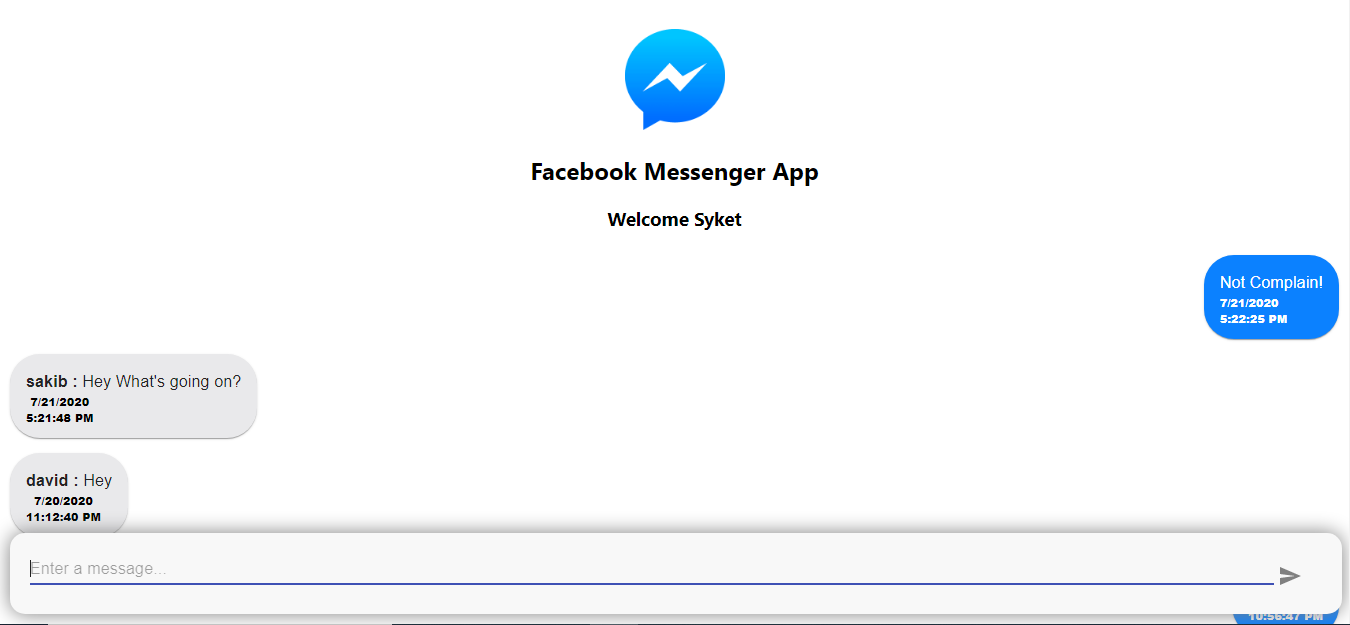 Facebook Messenger App
Welcome Syket
Not Complain!
7/21/2020
5:22:25 PM
sakib : Hey What's going on?
7/21/2020
5:21:48 PM
david : Hey
7/20/2020
11:12:40 PM
Enter a message...
10:56:47 PM